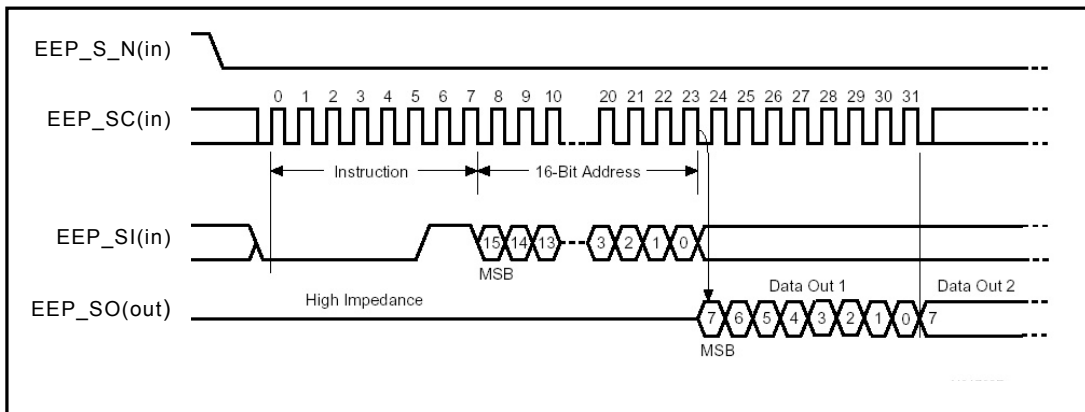 EEP_S_N(in)
0 1 2 3 4 5 6 7 8 9 10 20 21 22 23 24 25 26 27 28 29 30 31
EEP_SC(in)
Instruction 16-Bit Address
EEP_SI(in)
15 14 13 3 2 1 0
MSB
High Impedance Data Out 1 Data Out 2
EEP_SO(out)
7 6 5 4 3 2 1 0 7
MSB